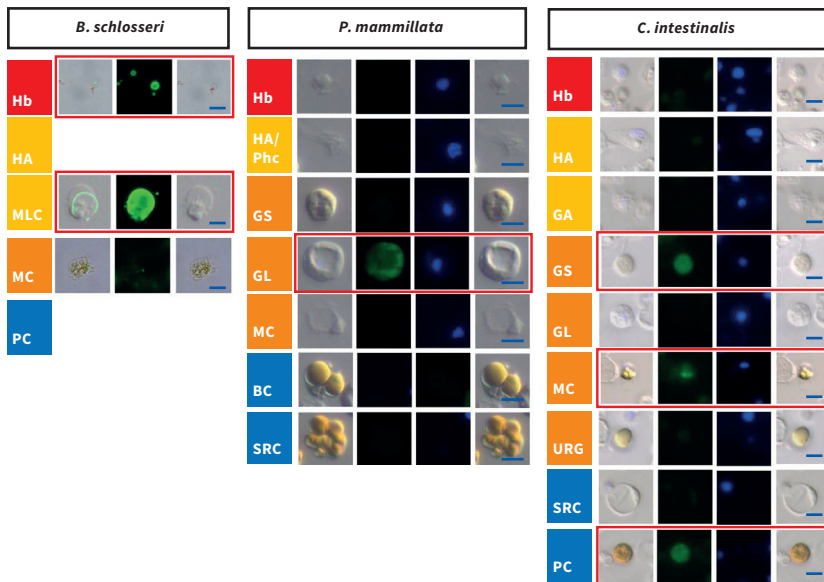 B. schlosseri
Hb
HA
MLC
MC
PC
P. mammillata
Hb
HA/
Phc
GS
GL
MC
BC
SRC
C. intestinalis
Hb
HA
GA
GS
GL
MC
URG
SRC
PC